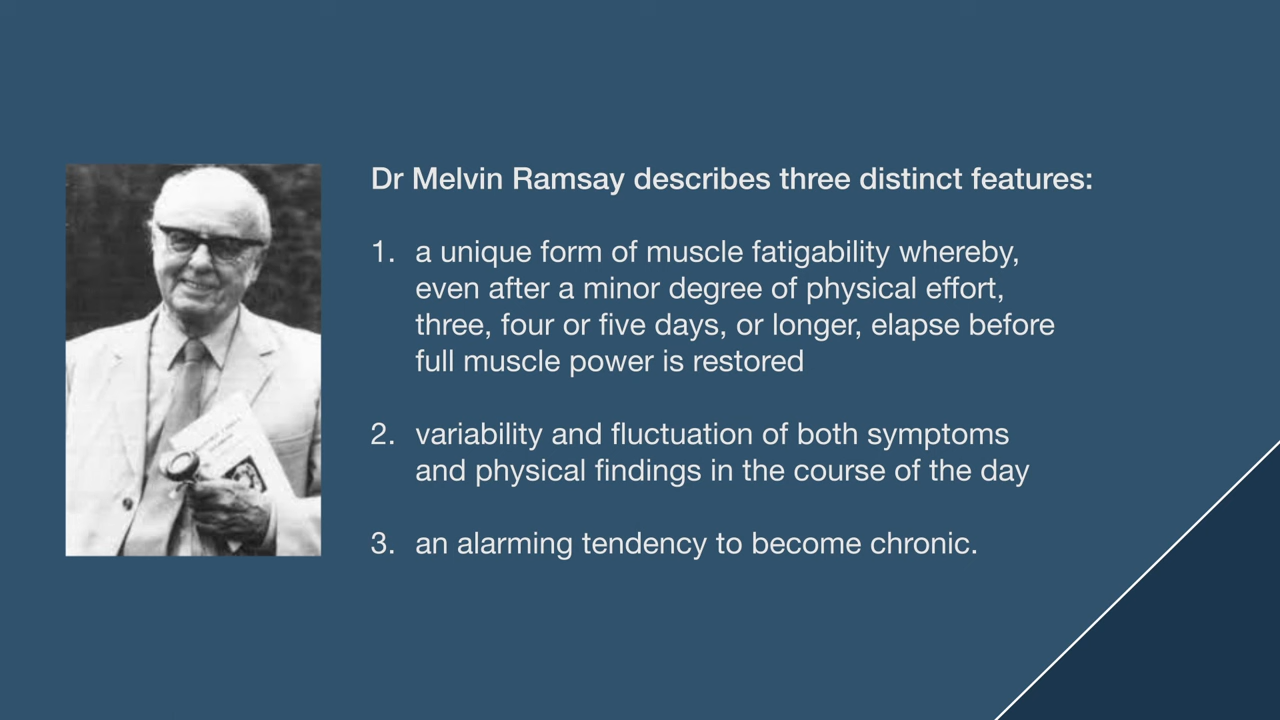 Dr Melvin Ramsay describes three distinct features:
1. a unique form of muscle fatigability whereby,
even after a minor degree of physical effort,
three, four or five days, or longer, elapse before
full muscle power is restored
2. variability and fluctuation of both symptoms
and physical findings in the course of the day
3. an alarming tendency to become chronic.